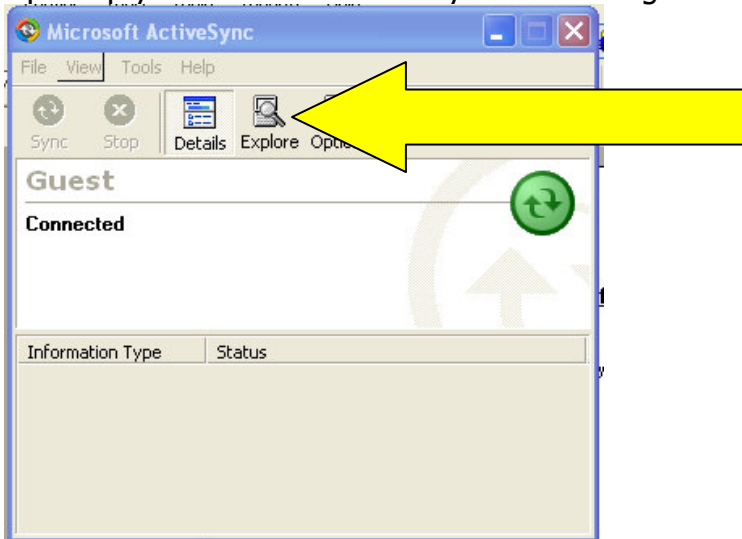 Microsoft ActiveSync
File View Tools Help
Sync Stop Details Explore
Guest
Connected
Information Type Status